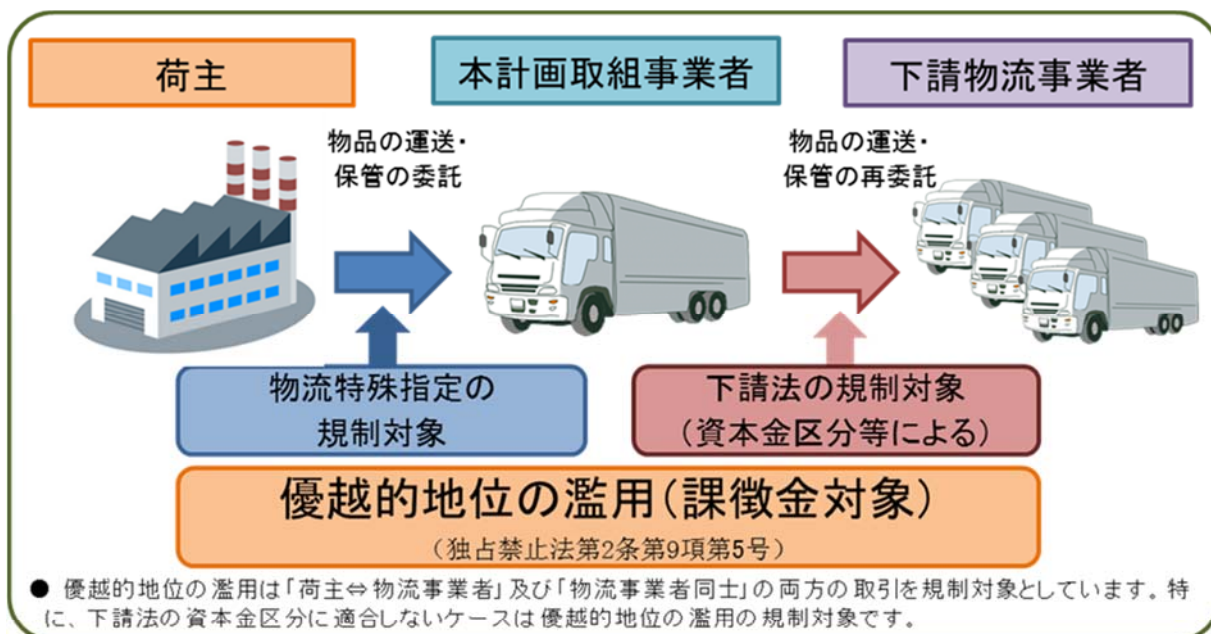 荷主
本計画取組事業者
下請物流事業者
物品の運送・
保管の委託
物品の運送・
保管の再委託
物流特殊指定の
規制対象
下請法の規制対象
(資本金区分等による)
優越的地位の濫用(課徴金対象)
(独占禁止法第2条第9項第5号)
● 優越的地位の濫用は「荷主⇔物流事業者」及び「物流事業者同士」の両方の取引を規制対象としています。特
に、下請法の資本金区分に適合しないケースは優越的地位の濫用の規制対象です。